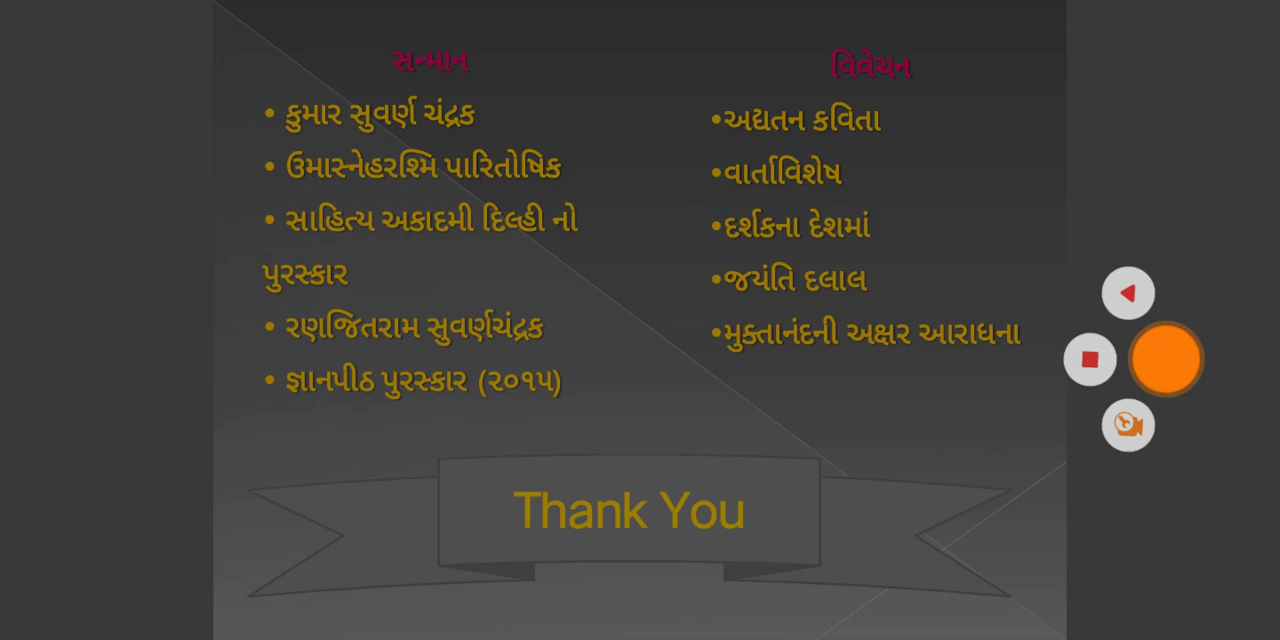 સન્માન
• કુમાર સુવર્ણ ચંદ્રક
• ઉમાસ્નેહરશ્મિ પારિતોષિક
• સાહિત્ય અકાદમી દિલ્હી નો
પુરસ્કાર
• રણજિતરામ સુવર્ણચંદ્રક
• જ્ઞાનપીઠ પુરસ્કાર (૨૦૧૫)
વિવેચન
•અદ્યતન કવિતા
•વાર્તાવિશેષ
•દર્શકના દેશમાં
•જયંતિ દલાલ
•મુક્તાનંદની અક્ષર આરાધના
Thank You